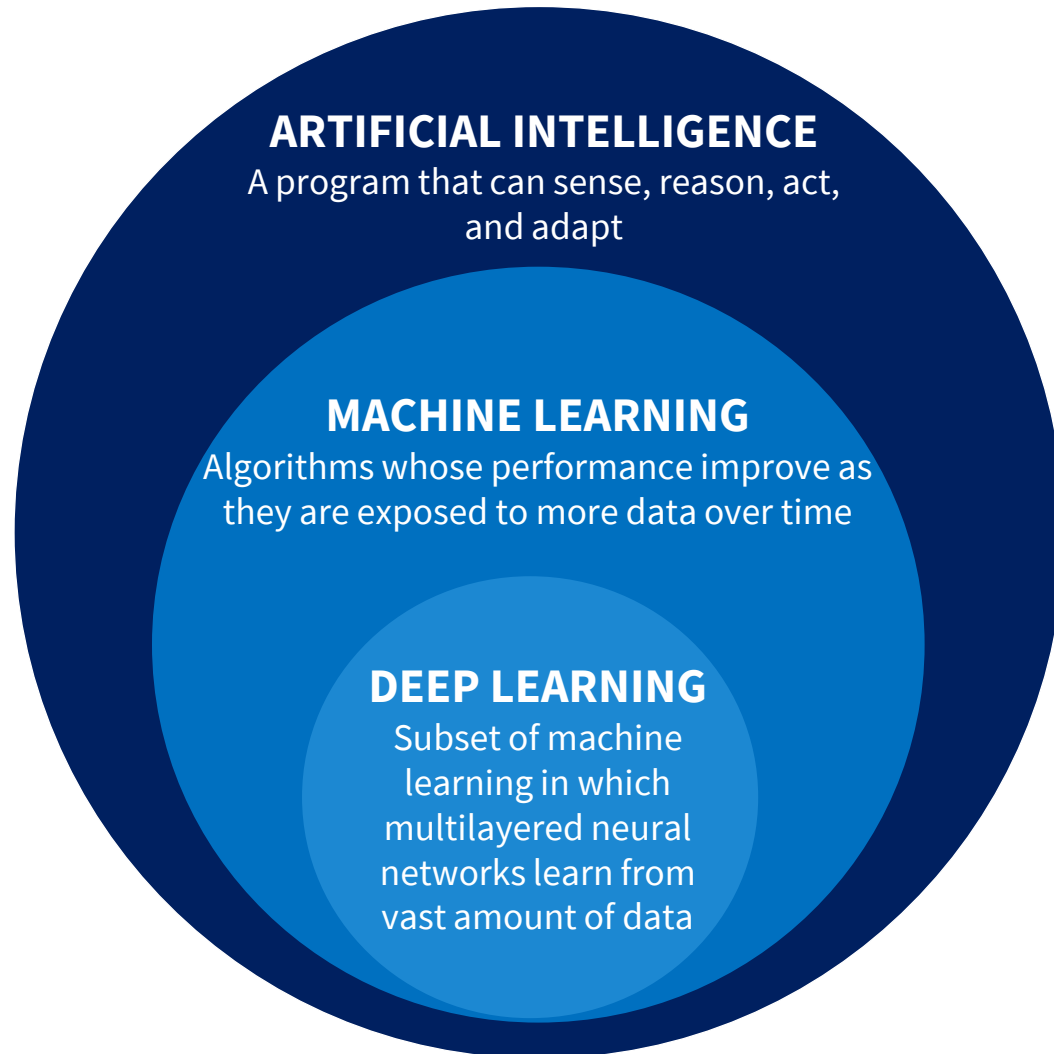 ARTIFICIAL INTELLIGENCE
A program that can sense, reason, act,
and adapt
MACHINE LEARNING
Algorithms whose performance improve as
they are exposed to more data over time
DEEP LEARNING
Subset of machine
learning in which
multilayered neural
networks learn from
vast amount of data